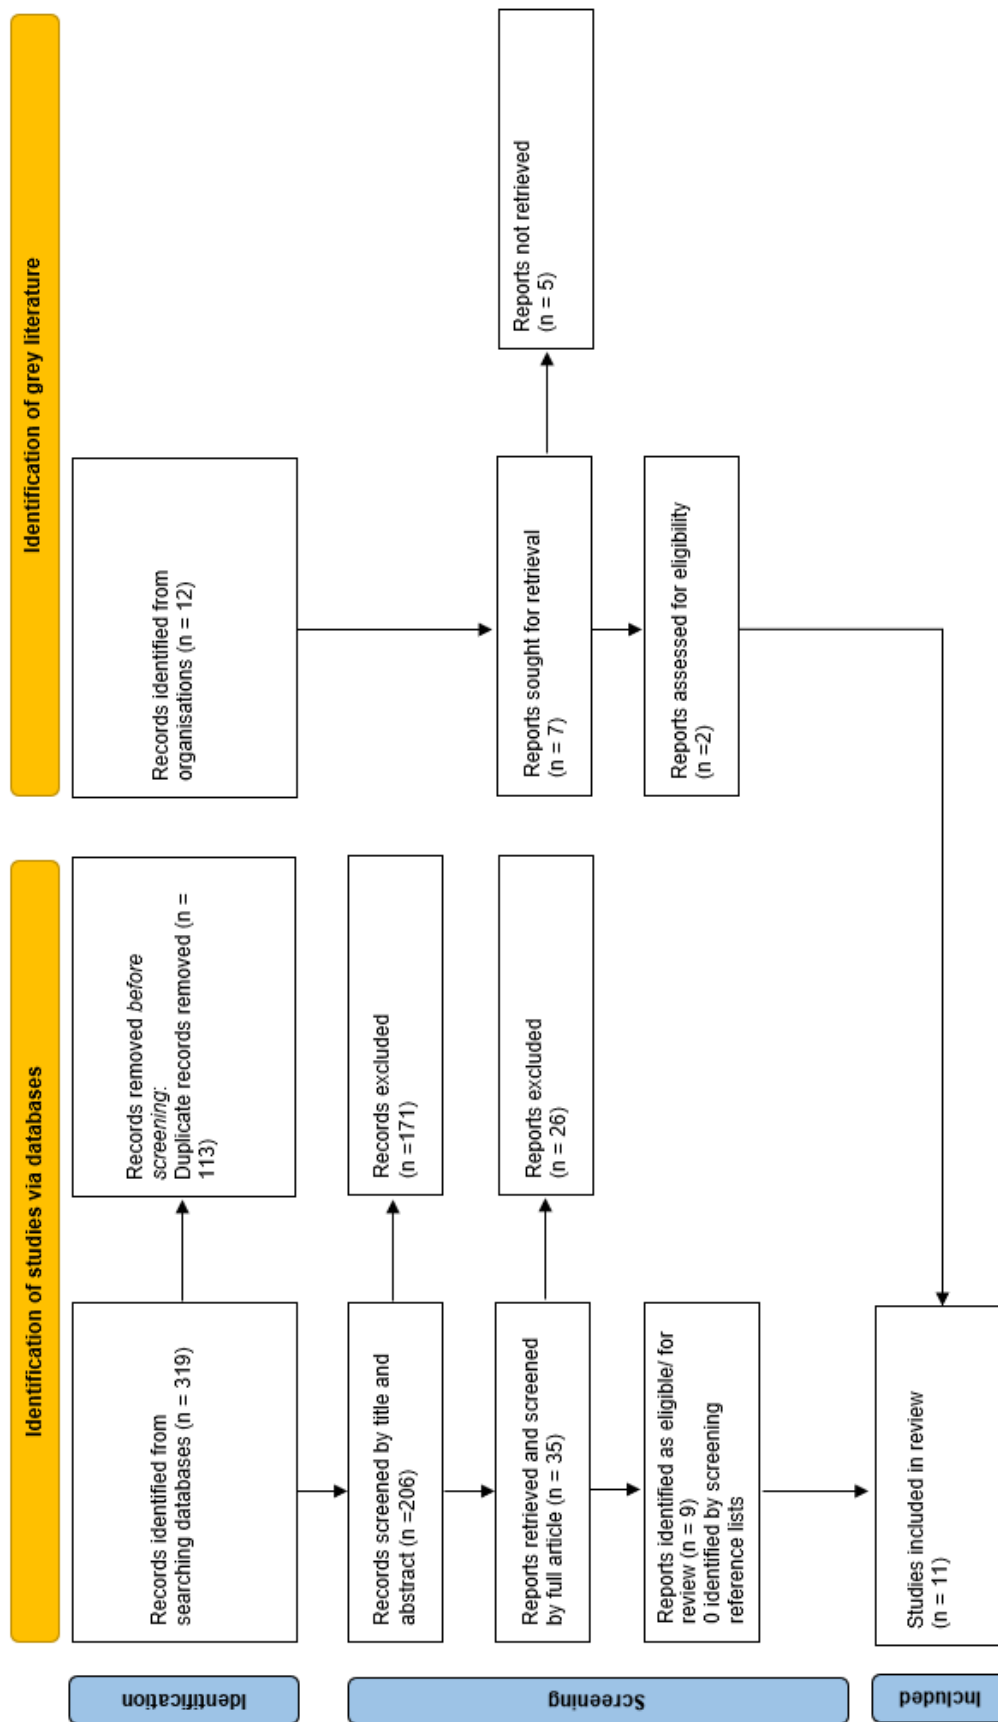 Identification of studies via databases
Identification of grey literature
Identification
Records identified from
searching databases (n = 319)
Records removed before
screening:
Duplicate records removed (n =
113)
Records identified from
organisations (n = 12)
Screening
Records screened by title and
abstract (n =206)
Records excluded
(n =171)
Reports retrieved and screened
by full article (n = 35)
Reports excluded
(n = 26)
Reports sought for retrieval
(n = 7)
Reports not retrieved
(n = 5)
Reports identified as eligible/ for
review (n = 9)
0 identified by screening
reference lists
Reports assessed for eligibility
(n =2)
Included
Studies included in review
(n = 11)